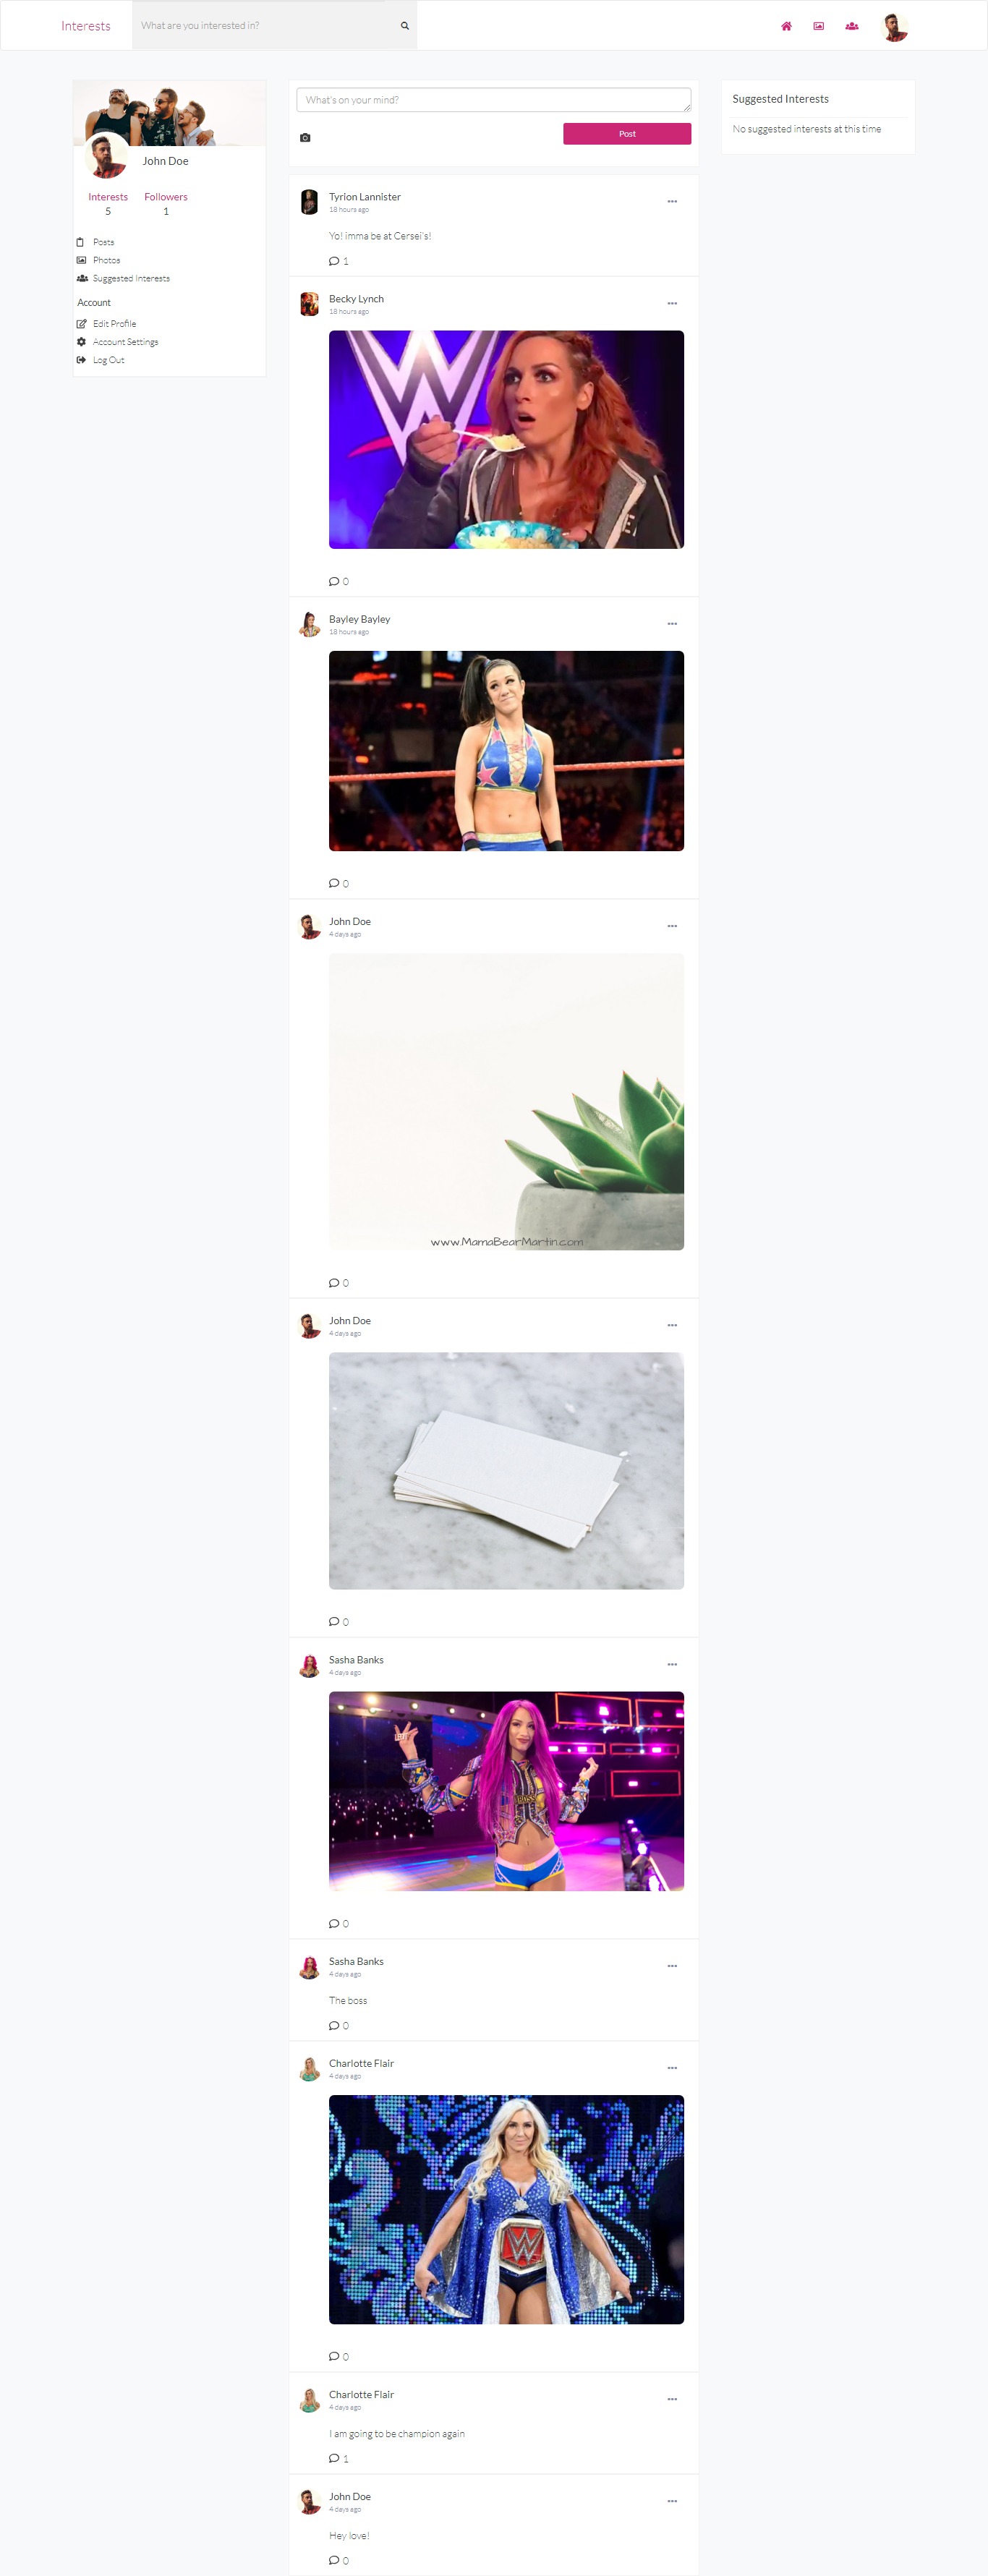 Interests
What are you interested in?
John Doe
Interests Followers
5 1
Posts
Photos
Suggested Interests
Account
Edit Profile
Account Settings
Log Out
What's on your mind?
Post
Tyrion Lannister
18 hours ago
Yo! imma be at Cersei's!
1
Becky Lynch
18 hours ago
0
Bayley Bayley
18 hours ago
0
John Doe
4 days ago
www.MamaBearMartin.com
0
John Doe
4 days ago
0
Sasha Banks
4 days ago
0
Sasha Banks
4 days ago
The boss
0
Charlotte Flair
4 days ago
W
0
Charlotte Flair
4 days ago
I am going to be champion again
1
John Doe
4 days ago
Hey love!
0
Suggested Interests
No suggested interests at this time